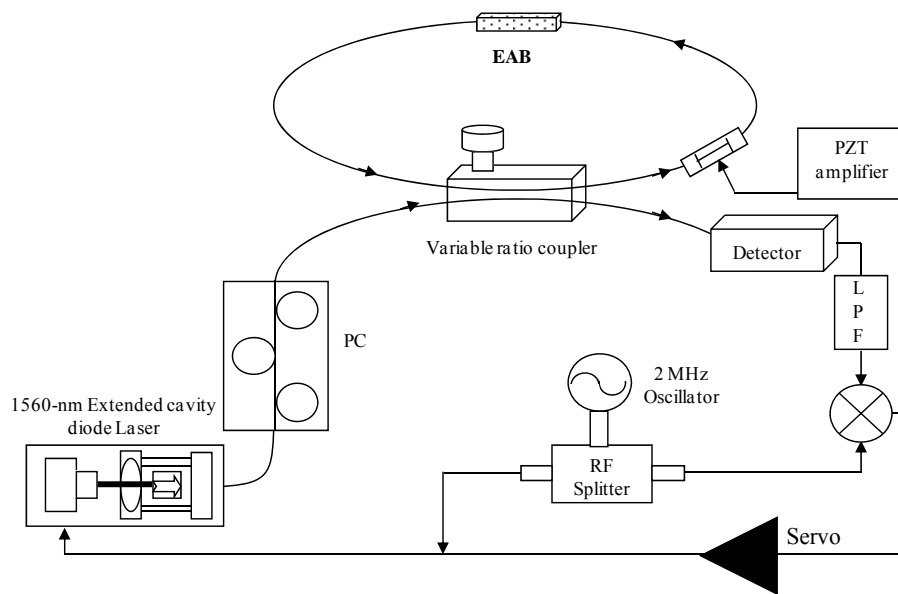 EAB
PZT
amplifier
Variable ratio coupler
Detector
L
P
F
PC
2 MHz
Oscillator
1560-nm Extended cavity
diode Laser
RF
Splitter
Servo